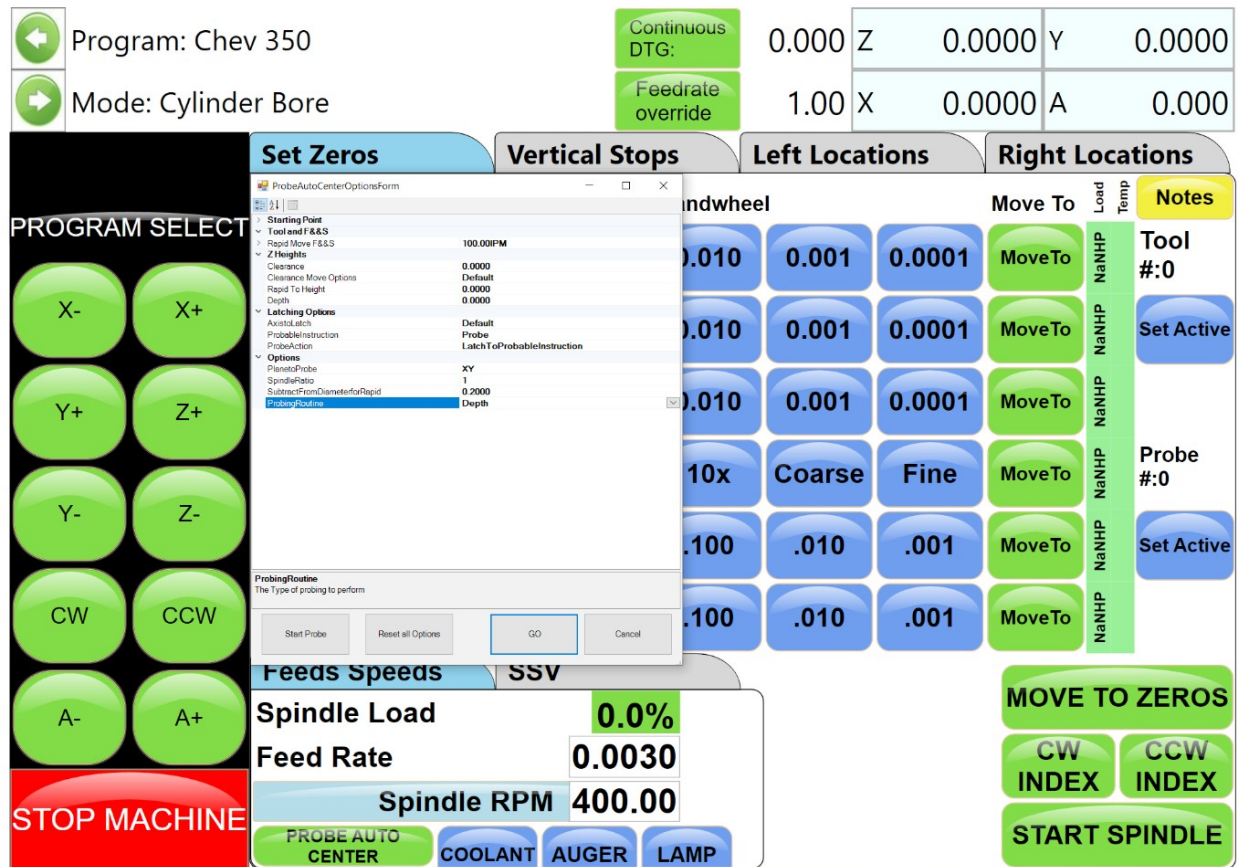 Program: Chev 350
Mode: Cylinder Bore
Continuous
DTG:
0.000 Z 0.0000 Y 0.0000
Feedrate
override
1.00 X 0.0000 A 0.000
PROGRAM SELECT
X- X+
Y+ Z+
Y- Z-
CW CCW
A- A+
STOP MACHINE
Set Zeros Vertical Stops Left Locations Right Locations
ProbeAutoCenterOptionsForm
Starting Point
Tool and F&&S
Rapid Move F&&S 100.00IPM
Z Heights
Clearance 0.0000
Clearance Move Options Default
Rapid To Height 0.0000
Depth 0.0000
Latching Options
AxistoLatch Default
ProbableInstruction Probe
ProbeAction LatchToProbableInstruction
Options
PlanetoProbe XY
SpindleRatio 1
SubtractFromDiameterforRapid 0.2000
ProbingRoutine Depth
ProbingRoutine
The Type of probing to perform
Start Probe Reset all Options GO Cancel
ndwheel Move To Load Temp Notes
0.010 0.001 0.0001 MoveTo NaNHP
0.010 0.001 0.0001 MoveTo NaNHP
0.010 0.001 0.0001 MoveTo NaNHP
10x Coarse Fine MoveTo NaNHP
.100 .010 .001 MoveTo NaNHP
.100 .010 .001 MoveTo NaNHP
Tool
#:0
Set Active
Probe
#:0
Set Active
Feeds Speeds SSV
Spindle Load 0.0%
Feed Rate 0.0030
Spindle RPM 400.00
PROBE AUTO
CENTER
COOLANT AUGER LAMP
MOVE TO ZEROS
CW
INDEX
CCW
INDEX
START SPINDLE